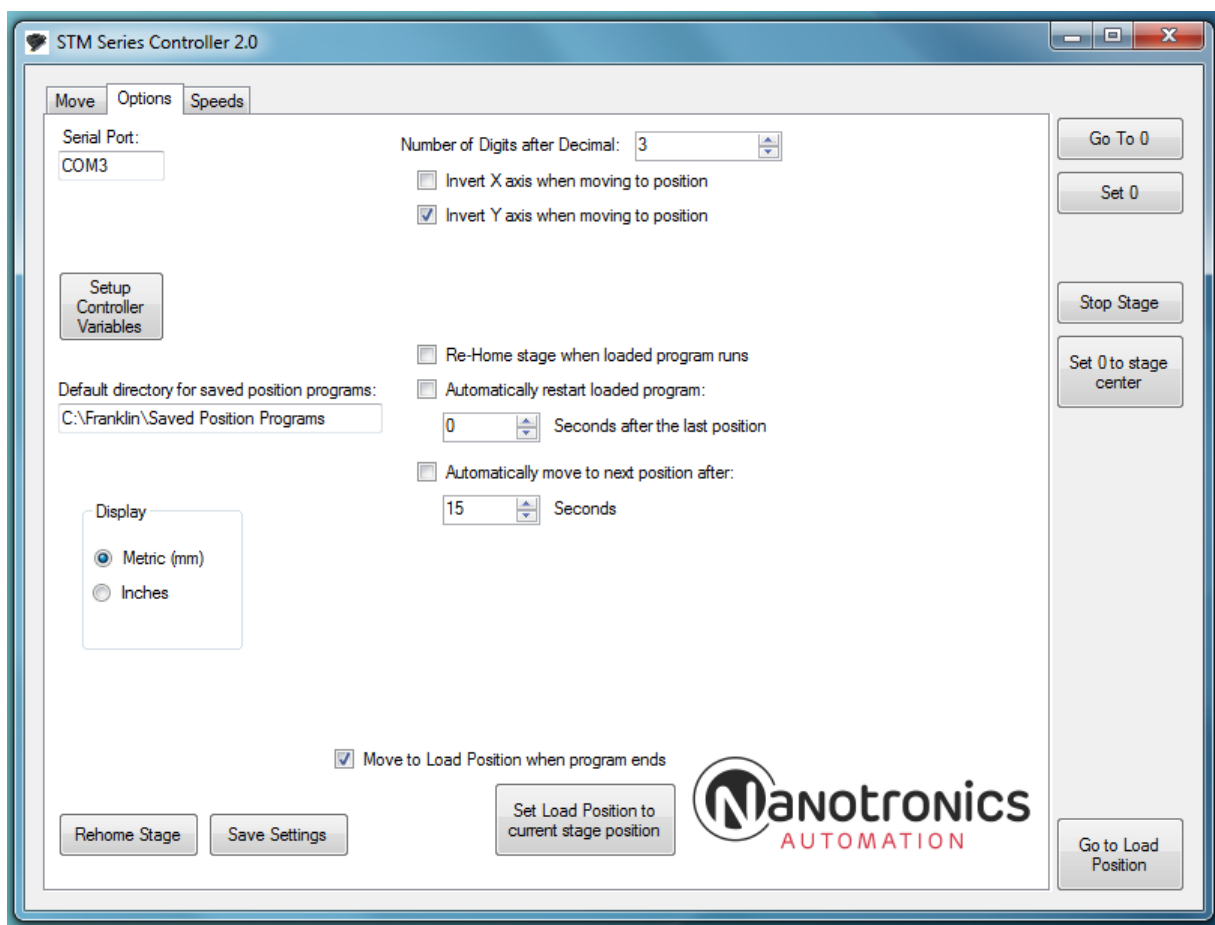 STM Series Controller 2.0
Move
Options
Speeds
Serial Port:
COM3
Number of Digits after Decimal:
3
Invert X axis when moving to position
Invert Y axis when moving to position
Go To 0
Set 0
Setup
Controller
Variables
Stop Stage
Set 0 to stage
center
Re-Home stage when loaded program runs
Default directory for saved position programs:
C:\Franklin\Saved Position Programs
Automatically restart loaded program:
0
Seconds after the last position
Automatically move to next position after:
15
Seconds
Display
Metric (mm)
Inches
Move to Load Position when program ends
Rehome Stage
Save Settings
Set Load Position to
current stage position
Nanotronics
AUTOMATION
Go to Load
Position